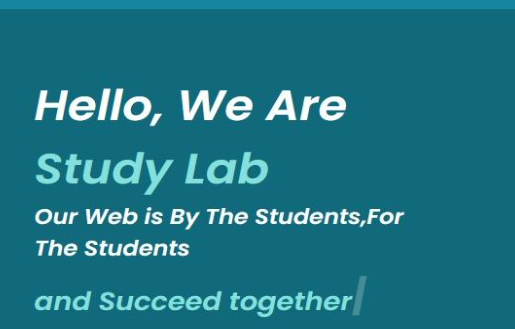 Hello, We Are
Study Lab
Our Web is By The Students,For
The Students
and Succeed together